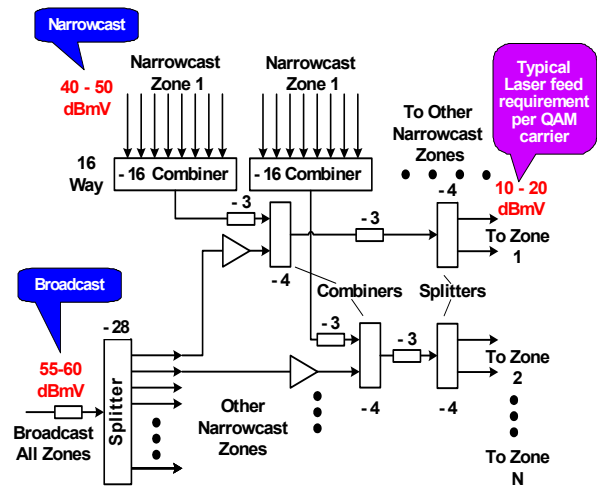 Narrowcast
40 - 50
dBmV
Narrowcast
Zone 1
Narrowcast
Zone 1
Typical
Laser feed
requirement
per QAM
carrier
To Other
Narrowcast
Zones
16
Way
- 16 Combiner
- 16 Combiner
- 3
- 3
- 4
10 - 20
dBmV
To Zone
1
- 4
Combiners
Splitters
Broadcast
- 28
55-60
dBmV
Splitter
Broadcast
All Zones
Other
Narrowcast
Zones
- 3
- 3
- 4
- 4
To Zone
2
To Zone
N